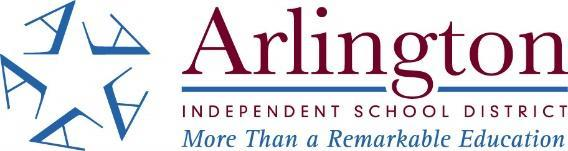 Arlington
INDEPENDENT SCHOOL DISTRICT
More Than a Remarkable Education